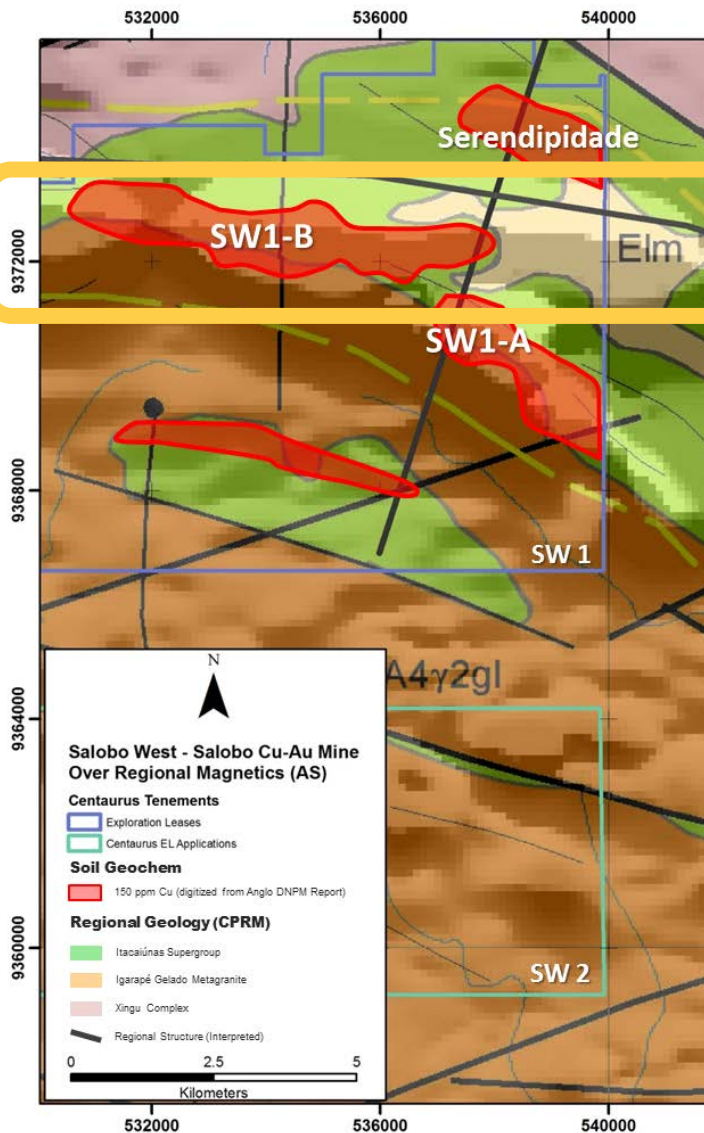 532000 536000 540000
Serendipidade
SW1-B
Elm
9372000
SW1-A
9368000
SW 1
A4γ2gl
9364000
N
Salobo West - Salobo Cu-Au Mine
Over Regional Magnetics (AS)
Centaurus Tenements
Exploration Leases
Centaurus EL Applications
Soil Geochem
150 ppm Cu (digitized from Anglo DNPM Report)
Regional Geology (CPRM)
Itacaiúnas Supergroup
Igarapé Gelado Metagranite
Xingu Complex
Regional Structure (Interpreted)
0 2.5 5
Kilometers
9360000
SW 2
532000 536000 540000